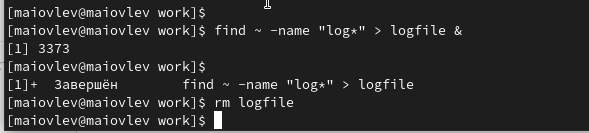 [maiovlev@maiovlev work]$
[maiovlev@maiovlev work]$ find ~ -name "log*" > logfile &
[1] 3373
[maiovlev@maiovlev work]$
[1]+  Завершён        find ~ -name "log*" > logfile
[maiovlev@maiovlev work]$ rm logfile
[maiovlev@maiovlev work]$